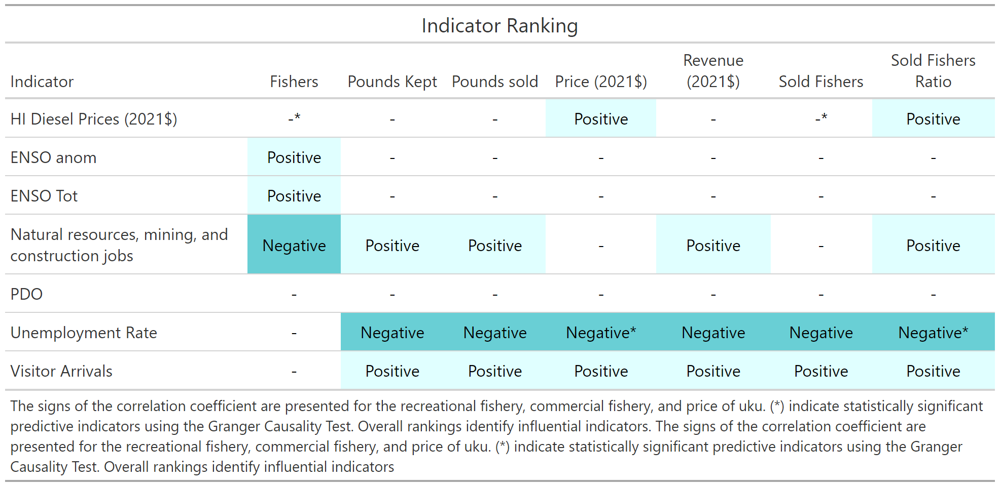 Indicator Ranking
Revenue Sold Fishers
Indicator Fishers Pounds Kept Pounds sold Price (2021$) (2021$) Sold Fishers Ratio
HI Diesel Prices (2021$) -* - - Positive - -* Positive
ENSO anom Positive - - - - - -
ENSO Tot Positive - - - - - -
Natural resources, mining, and
construction jobs Negative Positive Positive - Positive - Positive
PDO - - - - - - -
Unemployment Rate - Negative Negative Negative* Negative Negative Negative*
Visitor Arrivals - Positive Positive Positive Positive Positive Positive
The signs of the correlation coefficient are presented for the recreational fishery, commercial fishery, and price of uku. (*) indicate statistically significant
predictive indicators using the Granger Causality Test. Overall rankings identify influential indicators. The signs of the correlation coefficient are
presented for the recreational fishery, commercial fishery, and price of uku. (*) indicate statistically significant predictive indicators using the Granger
Causality Test. Overall rankings identify influential indicators